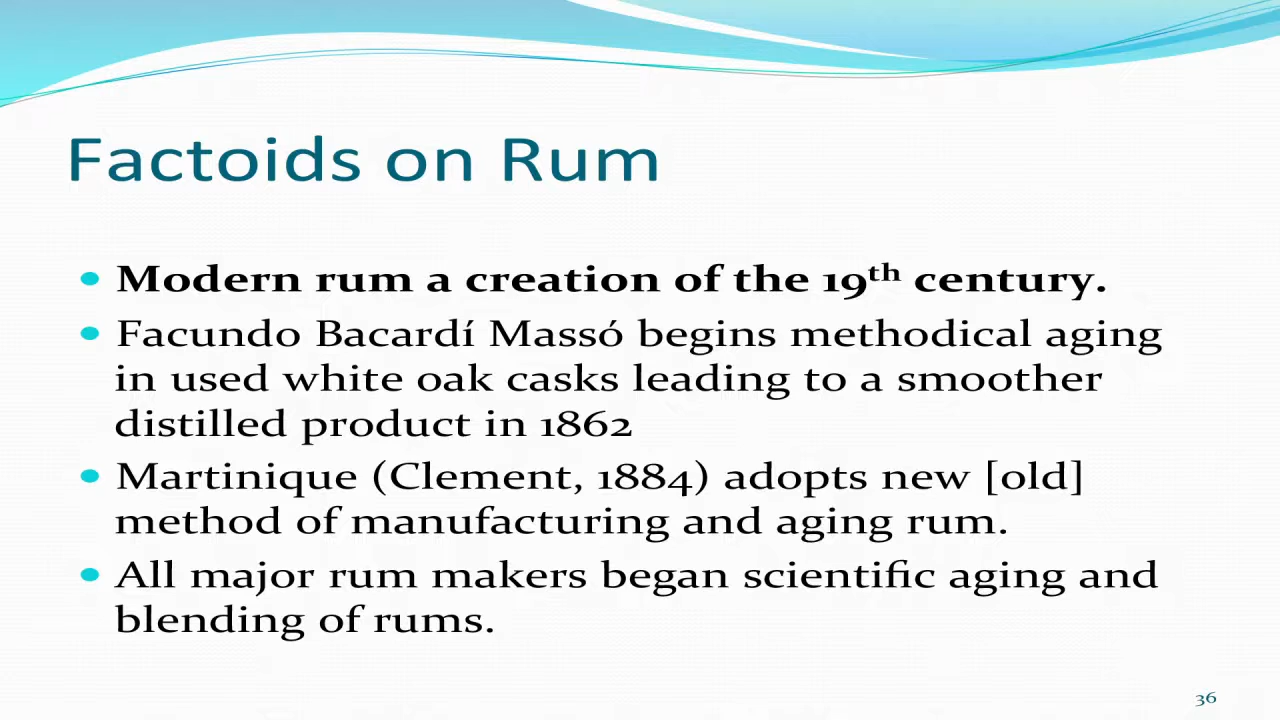 Factoids on Rum
• Modern rum a creation of the 19th century.
• Facundo Bacardí Massó begins methodical aging
in used white oak casks leading to a smoother
distilled product in 1862
• Martinique (Clement, 1884) adopts new [old]
method of manufacturing and aging rum.
• All major rum makers began scientific aging and
blending of rums.
36